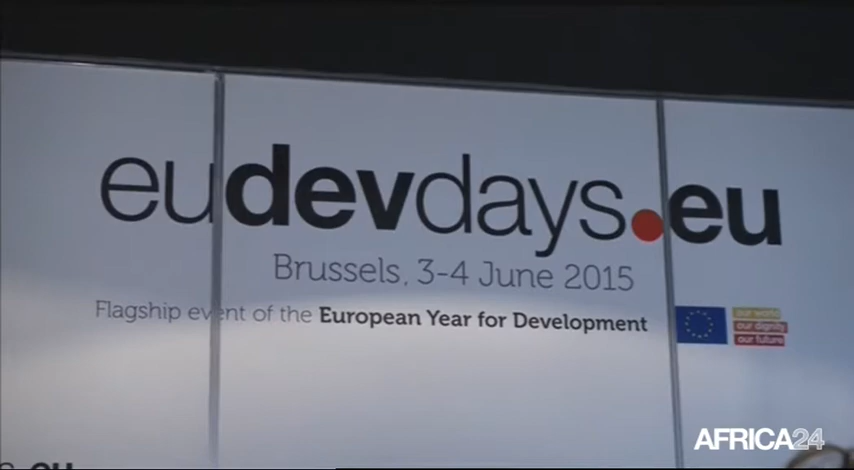 eudevdays.eu
Brussels, 3-4 June 2015
Flagship event of the European Year for Development
our world
our dignity
our future
AFRICA24
eu